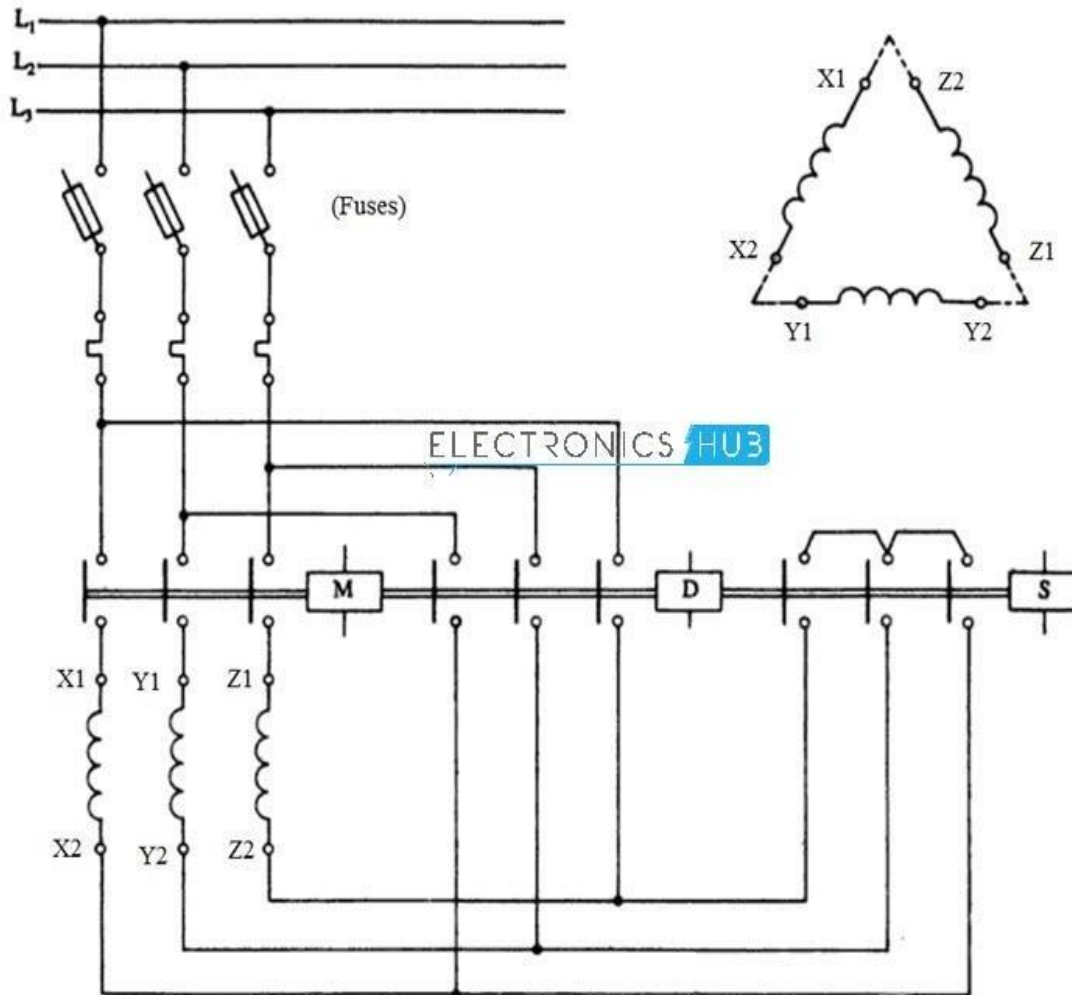 L1
L2
L3
(Fuses)
X1 Z2
X2 Z1
Y1 Y2
ELECTRONICS HUB
M D S
X1 Y1 Z1
X2 Y2 Z2